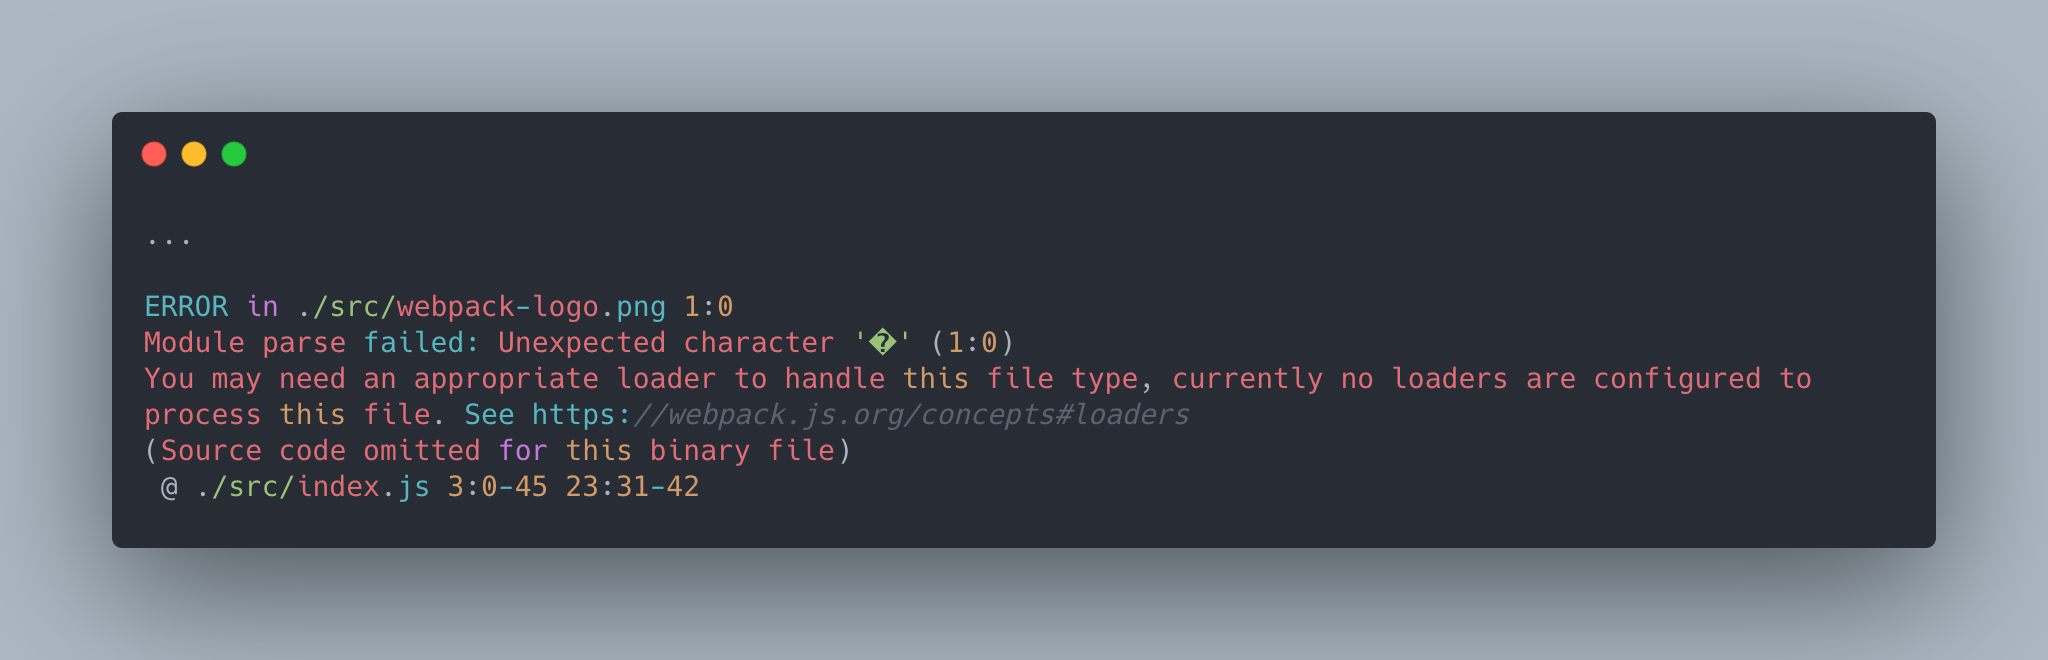 ...
ERROR in ./src/webpack-logo.png 1:0
Module parse failed: Unexpected character '�' (1:0)
You may need an appropriate loader to handle this file type, currently no loaders are configured to
process this file. See https://webpack.js.org/concepts#loaders
(Source code omitted for this binary file)
 @ ./src/index.js 3:0-45 23:31-42